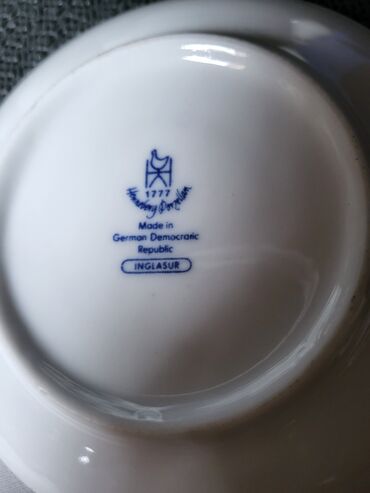 1777
Henneberg Porzellan
Made in
German Democratic
Republic
INGLASUR